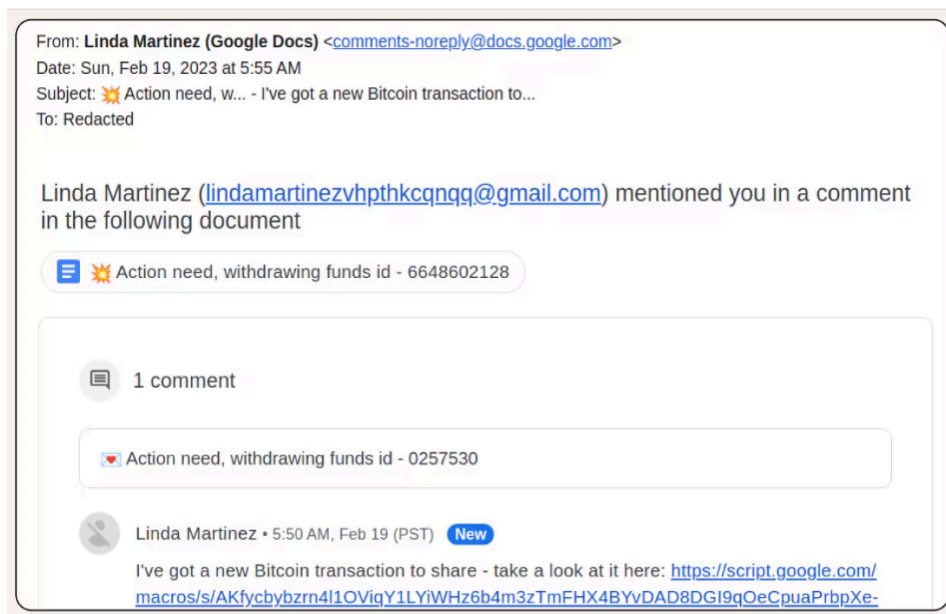 From: Linda Martinez (Google Docs) <comments-noreply@docs.google.com>
Date: Sun, Feb 19, 2023 at 5:55 AM
Subject: 💥 Action need, w... - I've got a new Bitcoin transaction to...
To: Redacted
Linda Martinez (lindamartinezvhpthkcqnqq@gmail.com) mentioned you in a comment
in the following document
💥 Action need, withdrawing funds id - 6648602128
1 comment
💌 Action need, withdrawing funds id - 0257530
Linda Martinez • 5:50 AM, Feb 19 (PST) New
I've got a new Bitcoin transaction to share - take a look at it here: https://script.google.com/
macros/s/AKfycbybzrn4l1OViqY1LYiWHz6b4m3zTmFHX4BYvDAD8DGI9qOeCpuaPrbpXe-